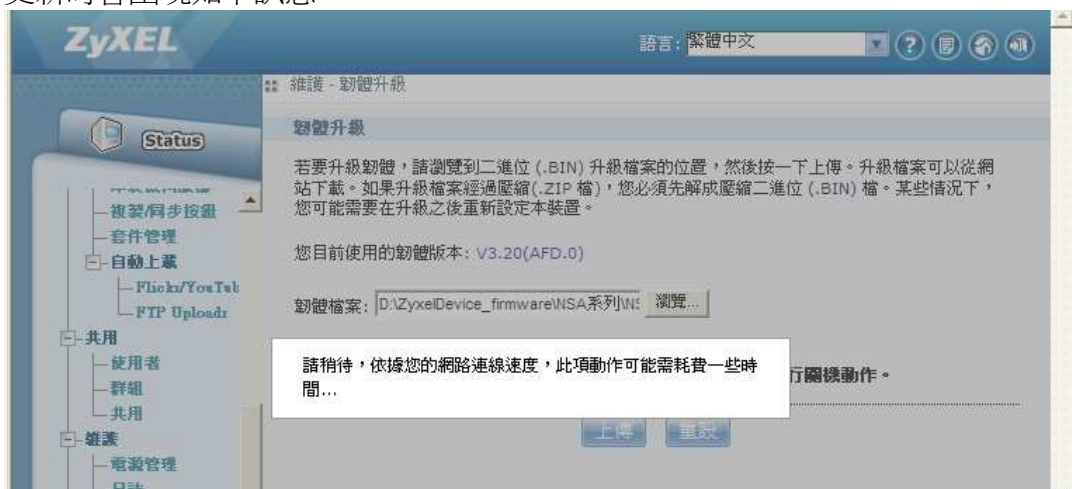 ZyXEL
語言: 繁體中文
維護 - 韌體升級
Status
韌體升級
若要升級韌體，請瀏覽到二進位 (.BIN) 升級檔案的位置，然後按一下上傳。升級檔案可以從網
站下載。如果升級檔案經過壓縮(.ZIP 檔)，您必須先解成壓縮二進位 (.BIN) 檔。某些情況下，
您可能需要在升級之後重新設定本裝置。
您目前使用的韌體版本: V3.20(AFD.0)
韌體檔案: D:\ZyxelDevice_firmware\NSA系列\NS 瀏覽...
請稍待，依據您的網路連線速度，此項動作可能需耗費一些時
間...
行關機動作。
上傳 重設
複製/同步按鈕
套件管理
自動上載
Flickr/YouTub
FTP Uploadr
共用
使用者
群組
共用
維護
電源管理